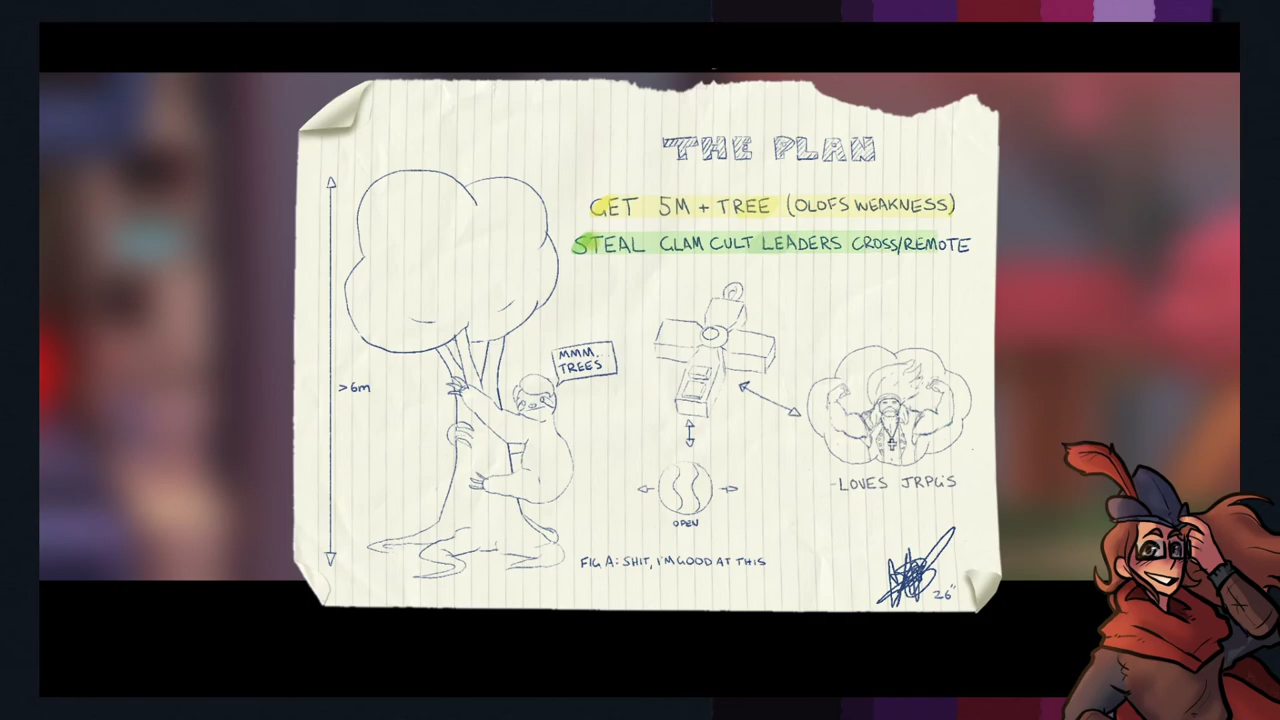 THE PLAN
GET 5M + TREE (OLOFS WEAKNESS)
STEAL GLAM CULT LEADERS CROSS/REMOTE
>6m
MMM.
TREES
OPEN
-LOVES JRPG'S
FIG A: SHIT, I'M GOOD AT THIS
26"